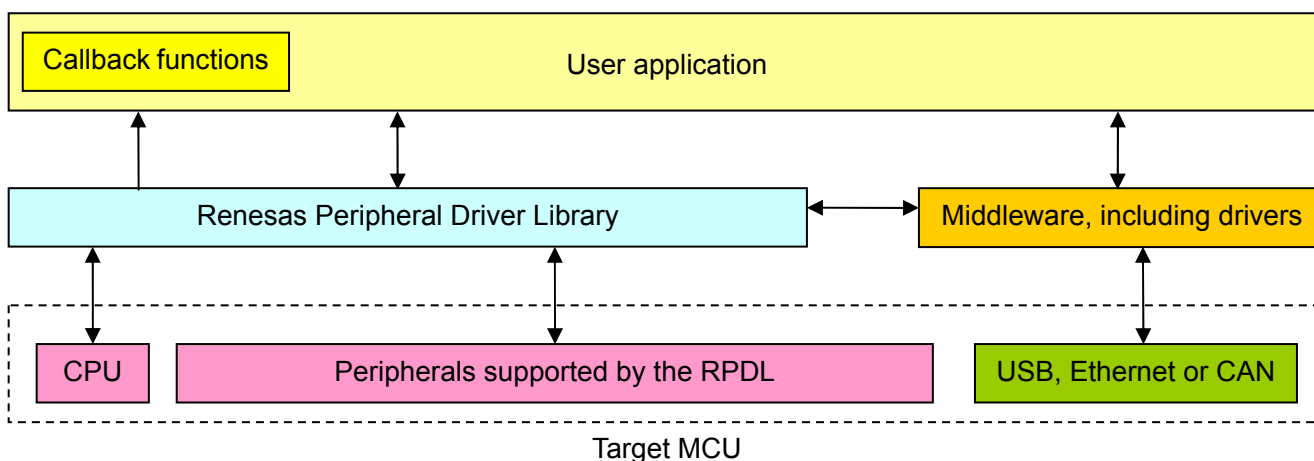 Callback functions
User application
Renesas Peripheral Driver Library
Middleware, including drivers
CPU
Peripherals supported by the RPDL
USB, Ethernet or CAN
Target MCU